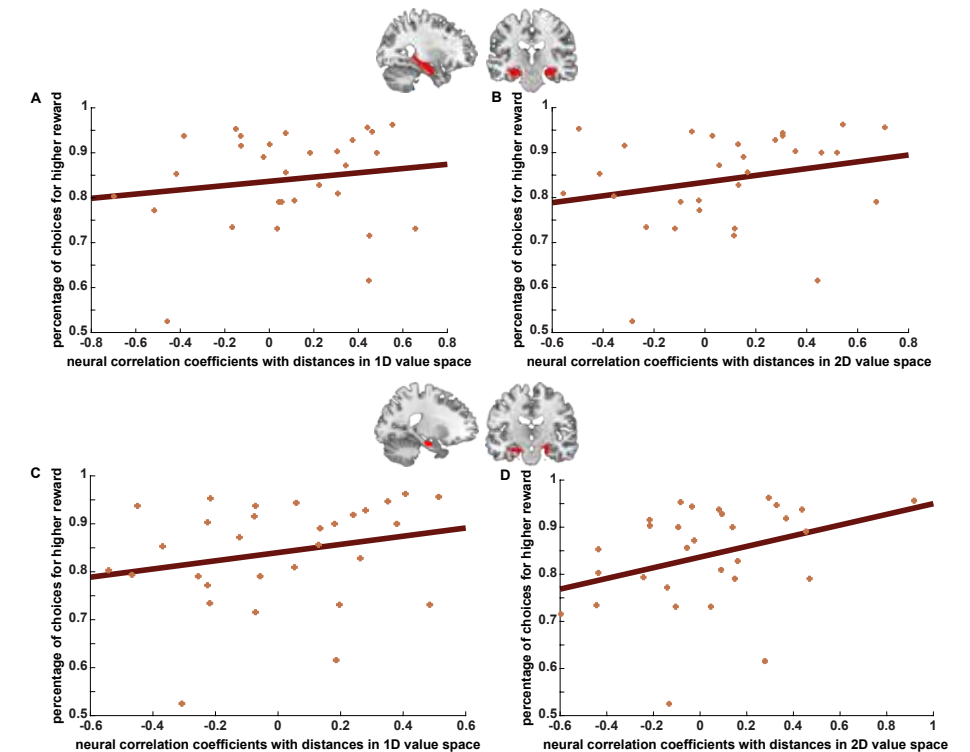 A
percentage of choices for higher reward
1
0.9
0.8
0.7
0.6
0.5
-0.8 -0.6 -0.4 -0.2 0 0.2 0.4 0.6 0.8
neural correlation coefficients with distances in 1D value space
B
percentage of choices for higher reward
1
0.9
0.8
0.7
0.6
0.5
-0.6 -0.4 -0.2 0 0.2 0.4 0.6 0.8
neural correlation coefficients with distances in 2D value space
C
percentage of choices for higher reward
1
0.9
0.8
0.7
0.6
0.5
-0.6 -0.4 -0.2 0 0.2 0.4 0.6
neural correlation coefficients with distances in 1D value space
D
percentage of choices for higher reward
1
0.9
0.8
0.7
0.6
0.5
-0.6 -0.4 -0.2 0 0.2 0.4 0.6 0.8 1
neural correlation coefficients with distances in 2D value space